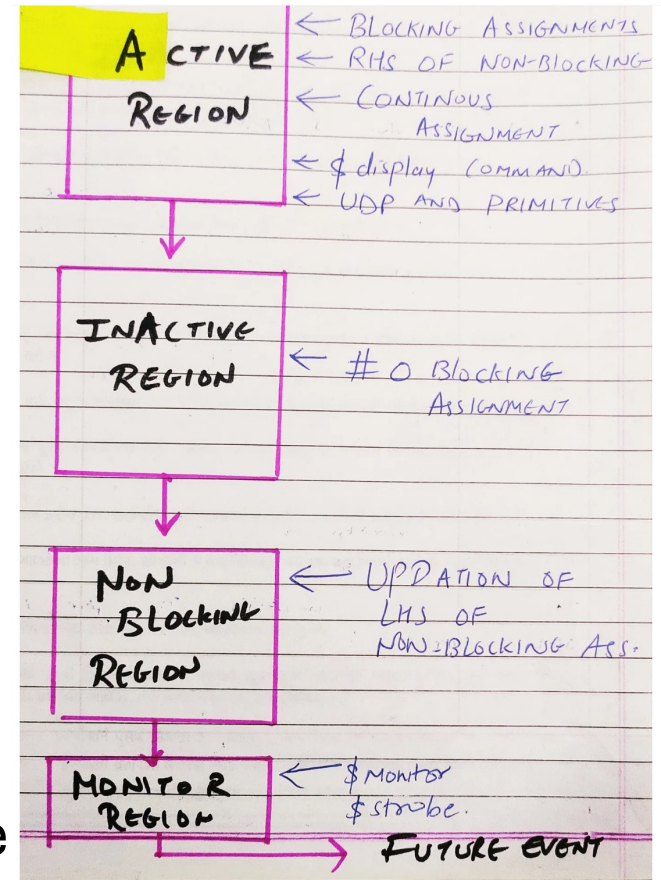 BLOCKING ASSIGNMENTS
ACTIVE
RHS OF NON-BLOCKING
REGION
CONTINOUS
ASSIGNMENT
$ display COMMAND.
UDP AND PRIMITIVES
INACTIVE
REGION
# 0 BLOCKING
ASSIGNMENT
NON
BLOCKING
REGION
UPDATION OF
LHS OF
NON-BLOCKING ASS.
MONITOR
REGION
$ Monitor
$ strobe.
FUTURE EVENT
e